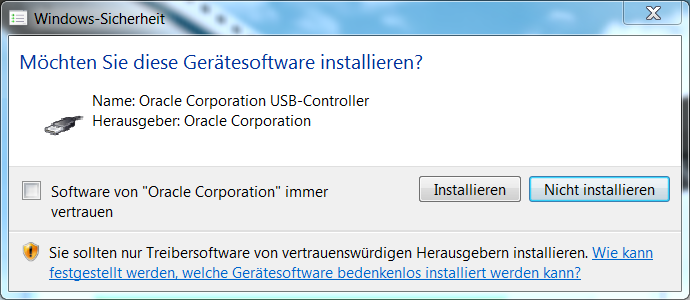 Windows-Sicherheit
Möchten Sie diese Gerätesoftware installieren?
Name: Oracle Corporation USB-Controller
Herausgeber: Oracle Corporation
Software von "Oracle Corporation" immer
vertrauen
Installieren
Nicht installieren
Sie sollten nur Treibersoftware von vertrauenswürdigen Herausgebern installieren. Wie kann
festgestellt werden, welche Gerätesoftware bedenkenlos installiert werden kann?